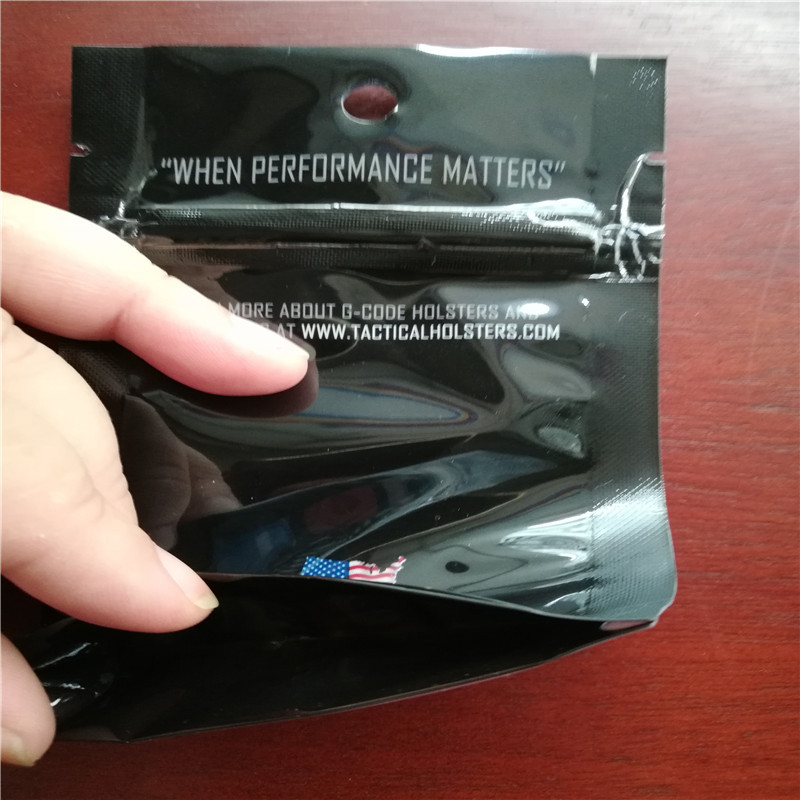 “WHEN PERFORMANCE MATTERS”
MORE ABOUT G-CODE HOLSTERS AND
AT WWW.TACTICALHOLSTERS.COM